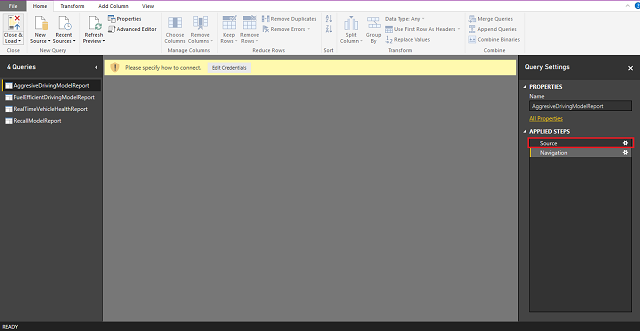 File Home Transform Add Column View
Close & Load New Source Recent Sources Refresh Preview Properties Advanced Editor Choose Columns Remove Columns Keep Rows Remove Rows Remove Duplicates Remove Errors Split Column Group By Data Type: Any Use First Row As Headers Replace Values Merge Queries Append Queries Combine Binaries
Close New Query Manage Columns Reduce Rows Sort Transform Combine
4 Queries
AggresiveDrivingModelReport
FuelEfficientDrivingModelReport
RealTimeVehicleHealthReport
RecallModelReport
Please specify how to connect. Edit Credentials
Query Settings
PROPERTIES
Name
AggresiveDrivingModelReport
All Properties
APPLIED STEPS
Source
Navigation
READY